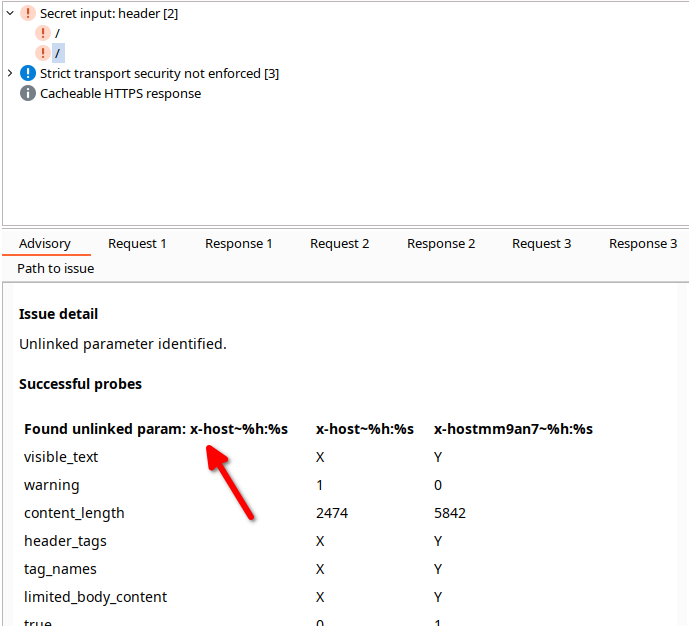 Secret input: header [2]
/
/
Strict transport security not enforced [3]
Cacheable HTTPS response
Advisory Request 1 Response 1 Request 2 Response 2 Request 3 Response 3
Path to issue
Issue detail
Unlinked parameter identified.
Successful probes
Found unlinked param: x-host~%h:%s x-host~%h:%s x-hostmm9an7~%h:%s
visible_text X Y
warning 1 0
content_length 2474 5842
header_tags X Y
tag_names X Y
limited_body_content X Y
true 0 1